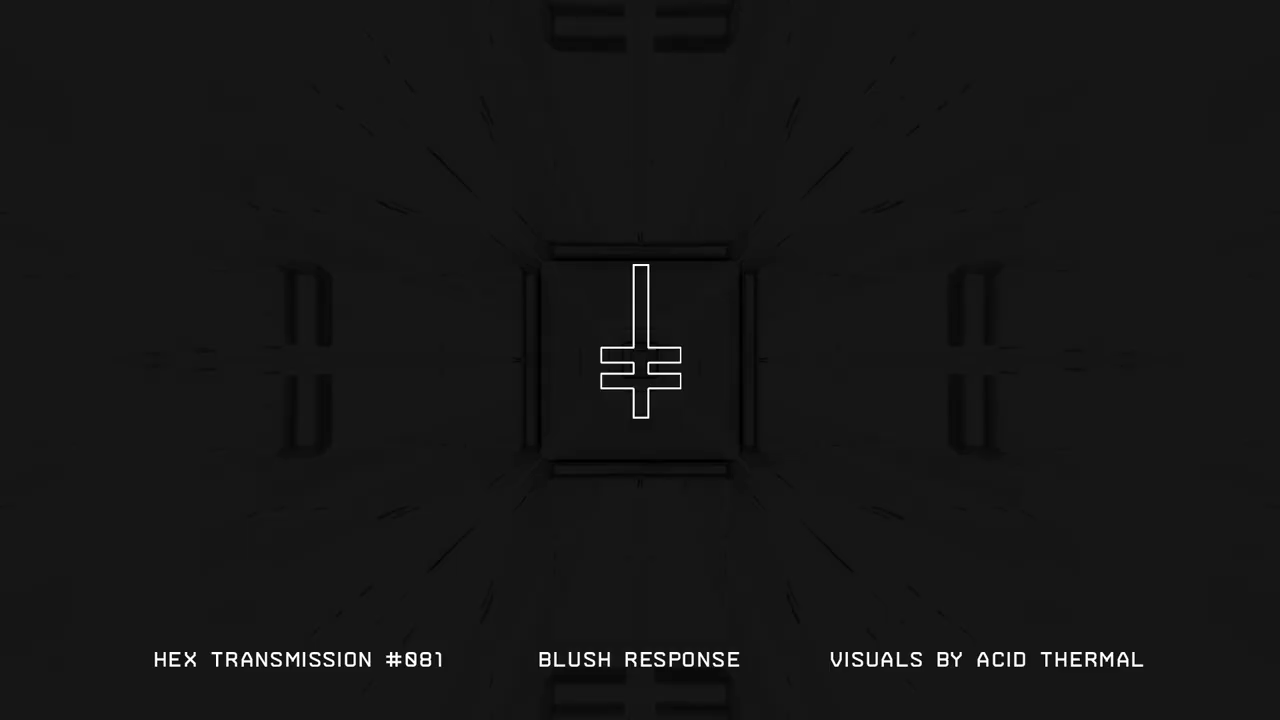 HEX TRANSMISSION #081
BLUSH RESPONSE
VISUALS BY ACID THERMAL